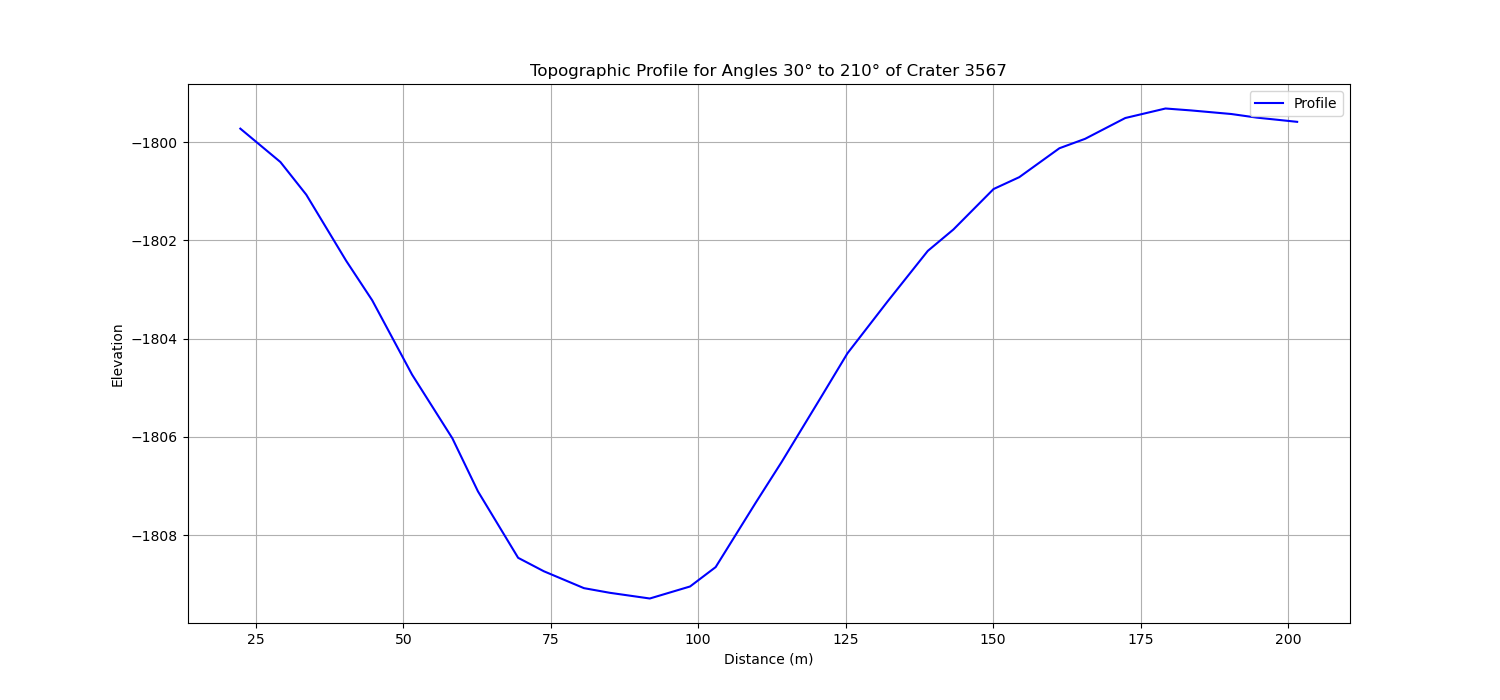 Topographic Profile for Angles 30° to 210° of Crater 3567
Profile
−1800
−1802
−1804
−1806
−1808
Elevation
25 50 75 100 125 150 175 200
Distance (m)